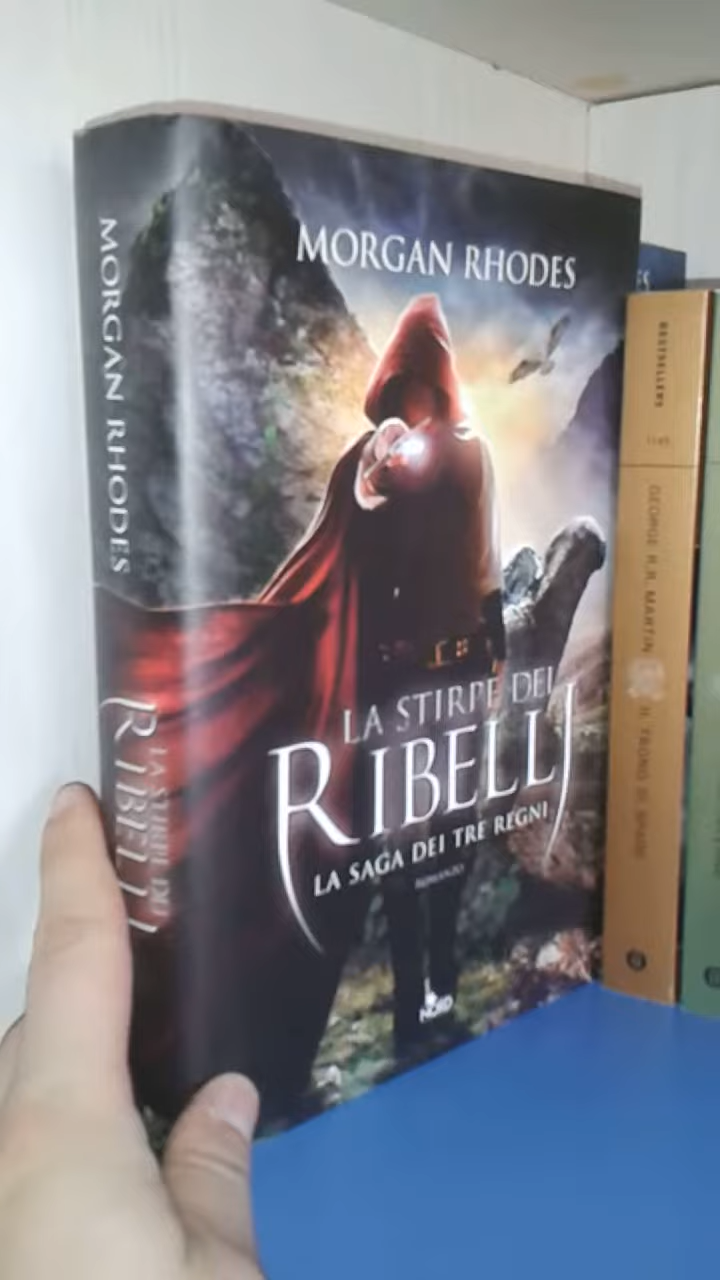 MORGAN RHODES
LA STIRPE DEI
RIBELLI
LA SAGA DEI TRE REGNI
ROMANZO
NORD
MORGAN RHODES
LA STIRPE DEI
RIBELLI
BESTSELLERS
GEORGE R.R. MARTIN
IL TRONO DI SPADE